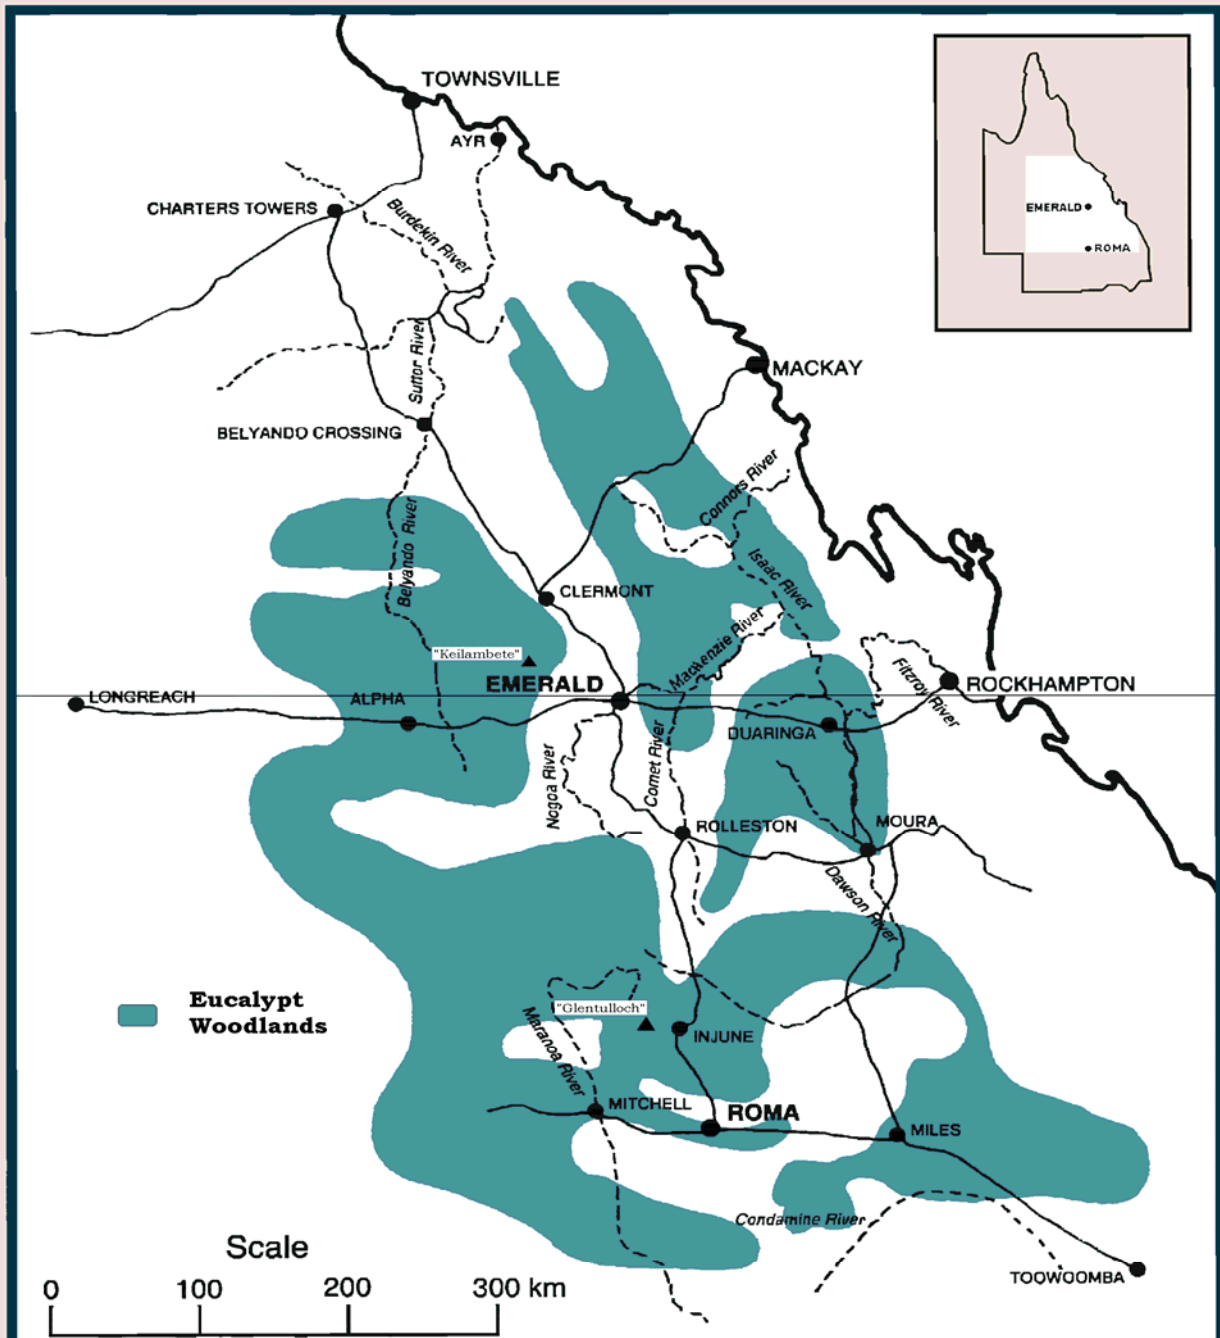 TOWNSVILLE
AYR
CHARTERS TOWERS
Burdekin River
EMERALD
ROMA
Suttor River
MACKAY
BELYANDO CROSSING
Connors River
Belyando River
Isaac River
CLERMONT
Mackenzie River
"Keilambete"
EMERALD
Fitzroy River
ROCKHAMPTON
LONGREACH
ALPHA
DUARINGA
Comet River
Nogoa River
ROLLESTON
MOURA
Dawson River
Eucalypt
Woodlands
"Glentulloch"
Maranoa River
INJUNE
MITCHELL
ROMA
MILES
Condamine River
Scale
TOOWOOMBA
0 100 200 300 km